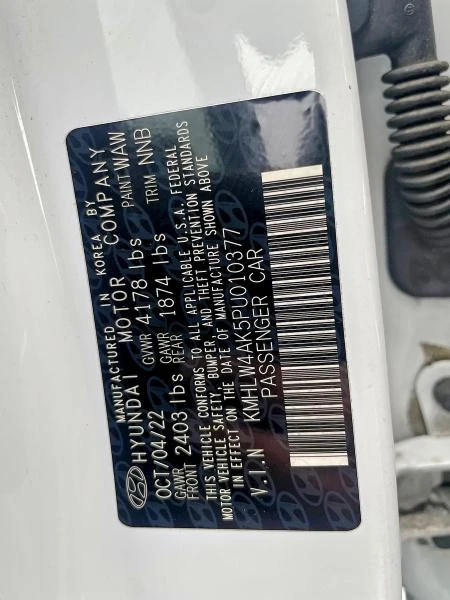 MANUFACTURED IN KOREA BY
HYUNDAI MOTOR COMPANY
OCT/04/22 GVWR 4178 lbs PAINT WAW
GAWR FRONT 2403 lbs GAWR REAR 1874 lbs TRIM NNB
THIS VEHICLE CONFORMS TO ALL APPLICABLE U.S.A. FEDERAL
MOTOR VEHICLE SAFETY, BUMPER, AND THEFT PREVENTION STANDARDS
IN EFFECT ON THE DATE OF MANUFACTURE SHOWN ABOVE
V.I.N KMHLW4AK5PU010377
PASSENGER CAR